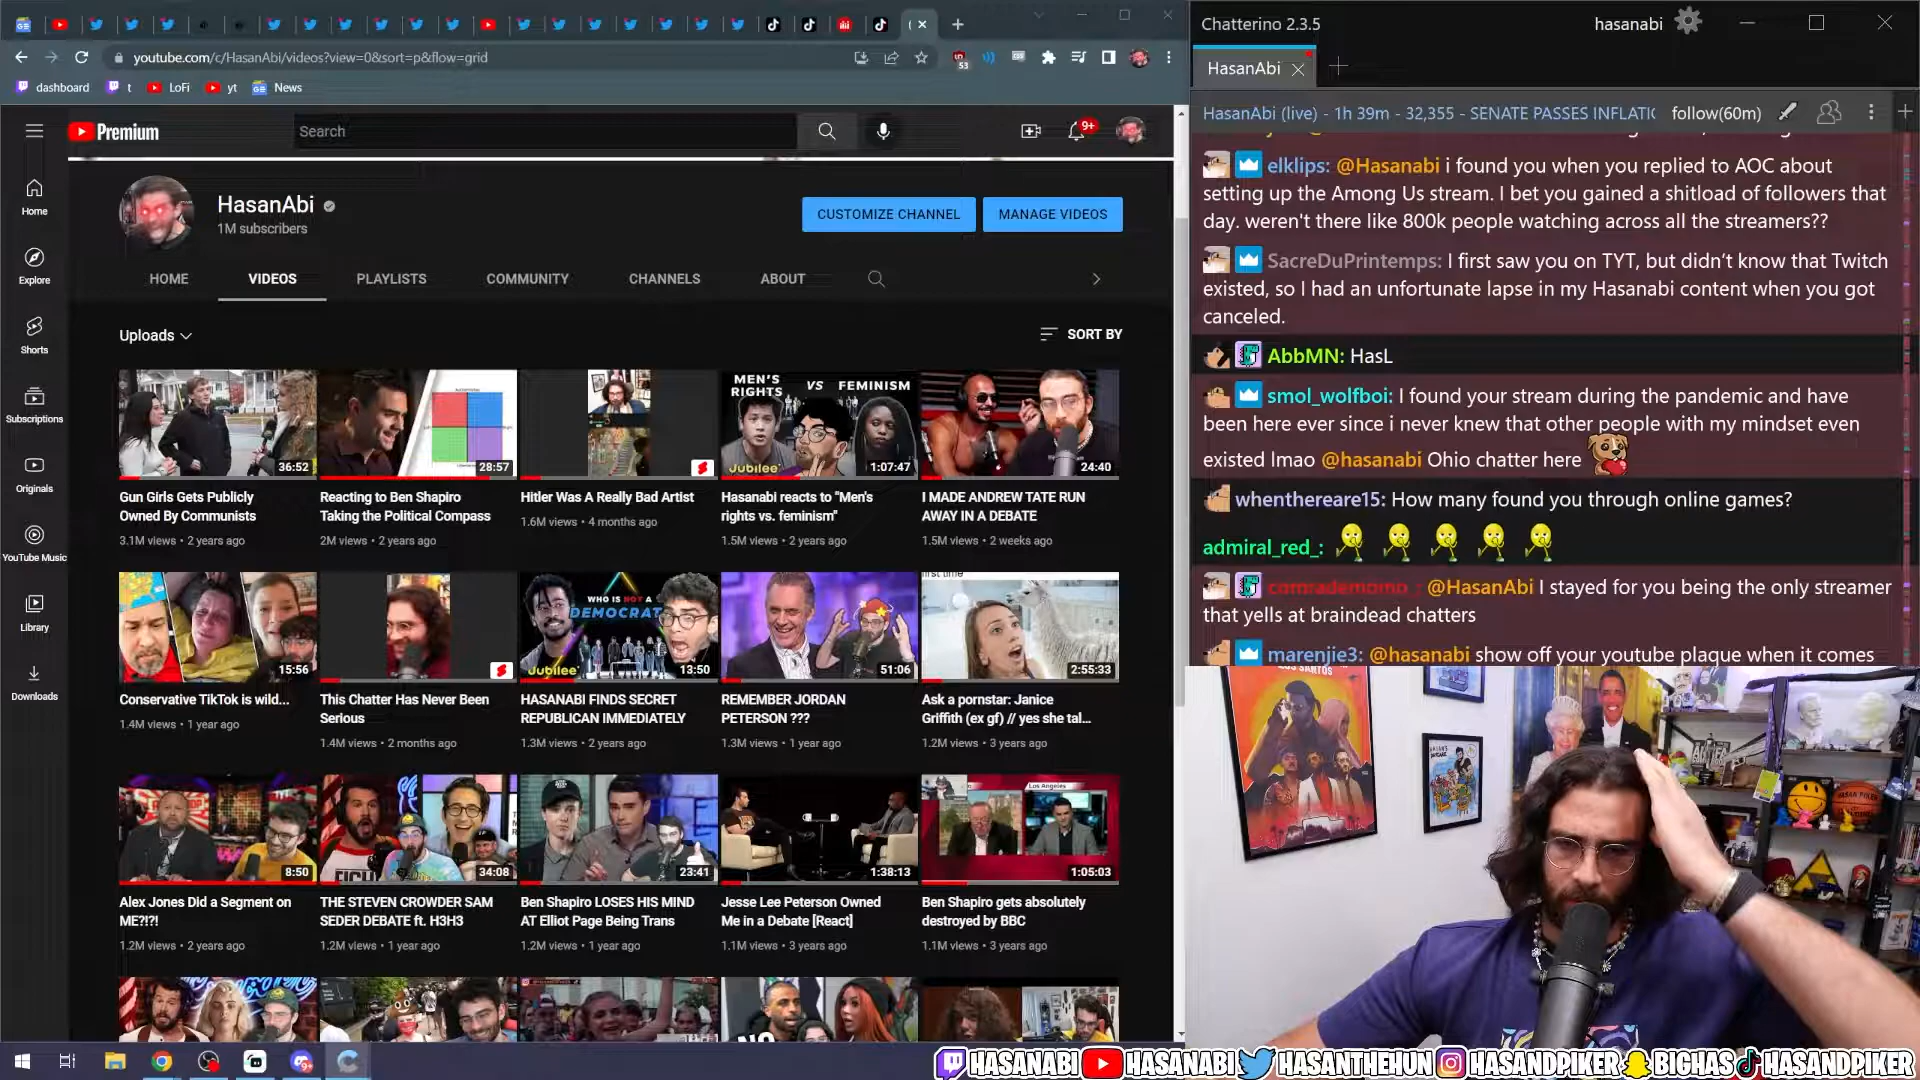 youtube.com/c/HasanAbi/videos?view=0&sort=p&flow=grid
53
dashboard
t
LoFi
yt
News
Premium
Search
9+
Home
Explore
Shorts
Subscriptions
Originals
YouTube Music
Library
Downloads
HasanAbi
1M subscribers
CUSTOMIZE CHANNEL
MANAGE VIDEOS
HOME
VIDEOS
PLAYLISTS
COMMUNITY
CHANNELS
ABOUT
Uploads
SORT BY
36:52
28:57
MEN'S
RIGHTS
VS
FEMINISM
Jubilee
1:07:47
24:40
Gun Girls Gets Publicly
Owned By Communists
3.1M views • 2 years ago
Reacting to Ben Shapiro
Taking the Political Compass
2M views • 2 years ago
Hitler Was A Really Bad Artist
1.6M views • 4 months ago
Hasanabi reacts to "Men's
rights vs. feminism"
1.5M views • 2 years ago
I MADE ANDREW TATE RUN
AWAY IN A DEBATE
1.5M views • 2 weeks ago
15:56
WHO IS NOT A
DEMOCRAT
Jubilee
13:50
51:06
first time
2:55:33
Conservative TikTok is wild...
1.4M views • 1 year ago
This Chatter Has Never Been
Serious
1.4M views • 2 months ago
HASANABI FINDS SECRET
REPUBLICAN IMMEDIATELY
1.3M views • 2 years ago
REMEMBER JORDAN
PETERSON ???
1.3M views • 1 year ago
Ask a pornstar: Janice
Griffith (ex gf) // yes she tal...
1.2M views • 3 years ago
8:50
34:08
23:41
1:38:13
Los Angeles
1:05:03
Alex Jones Did a Segment on
ME?!?!
1.2M views • 2 years ago
THE STEVEN CROWDER SAM
SEDER DEBATE ft. H3H3
1.2M views • 1 year ago
Ben Shapiro LOSES HIS MIND
AT Elliot Page Being Trans
1.2M views • 1 year ago
Jesse Lee Peterson Owned
Me in a Debate [React]
1.1M views • 3 years ago
Ben Shapiro gets absolutely
destroyed by BBC
1.1M views • 3 years ago
Chatterino 2.3.5
hasanabi
HasanAbi
HasanAbi (live) - 1h 39m - 32,355 - SENATE PASSES INFLATIC
follow(60m)
elklips: @Hasanabi i found you when you replied to AOC about
setting up the Among Us stream. I bet you gained a shitload of followers that
day. weren't there like 800k people watching across all the streamers??
SacreDuPrintemps: I first saw you on TYT, but didn't know that Twitch
existed, so I had an unfortunate lapse in my Hasanabi content when you got
canceled.
AbbMN: HasL
smol_wolfboi: I found your stream during the pandemic and have
been here ever since i never knew that other people with my mindset even
existed lmao @hasanabi Ohio chatter here
whenthereare15: How many found you through online games?
admiral_red_:
comrademomo_: @HasanAbi I stayed for you being the only streamer
that yells at braindead chatters
marenjie3: @hasanabi show off your youtube plaque when it comes
LOS SANTOS
HASAN PIKER
HASANABI
HASANABI
HASANTHEHUN
HASANDPIKER
BIGHAS
HASANDPIKER